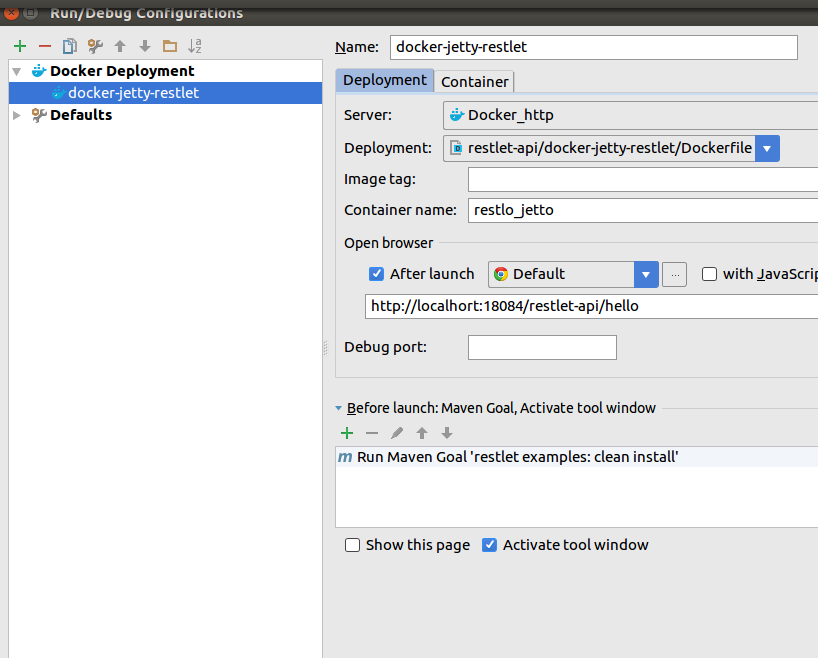 Run/Debug Configurations
Name: docker-jetty-restlet
Docker Deployment
docker-jetty-restlet
Defaults
Deployment Container
Server: Docker_http
Deployment: restlet-api/docker-jetty-restlet/Dockerfile
Image tag:
Container name: restlo_jetto
Open browser
After launch Default ... with JavaScrip
http://localhort:18084/restlet-api/hello
Debug port:
Before launch: Maven Goal, Activate tool window
m Run Maven Goal 'restlet examples: clean install'
Show this page Activate tool window